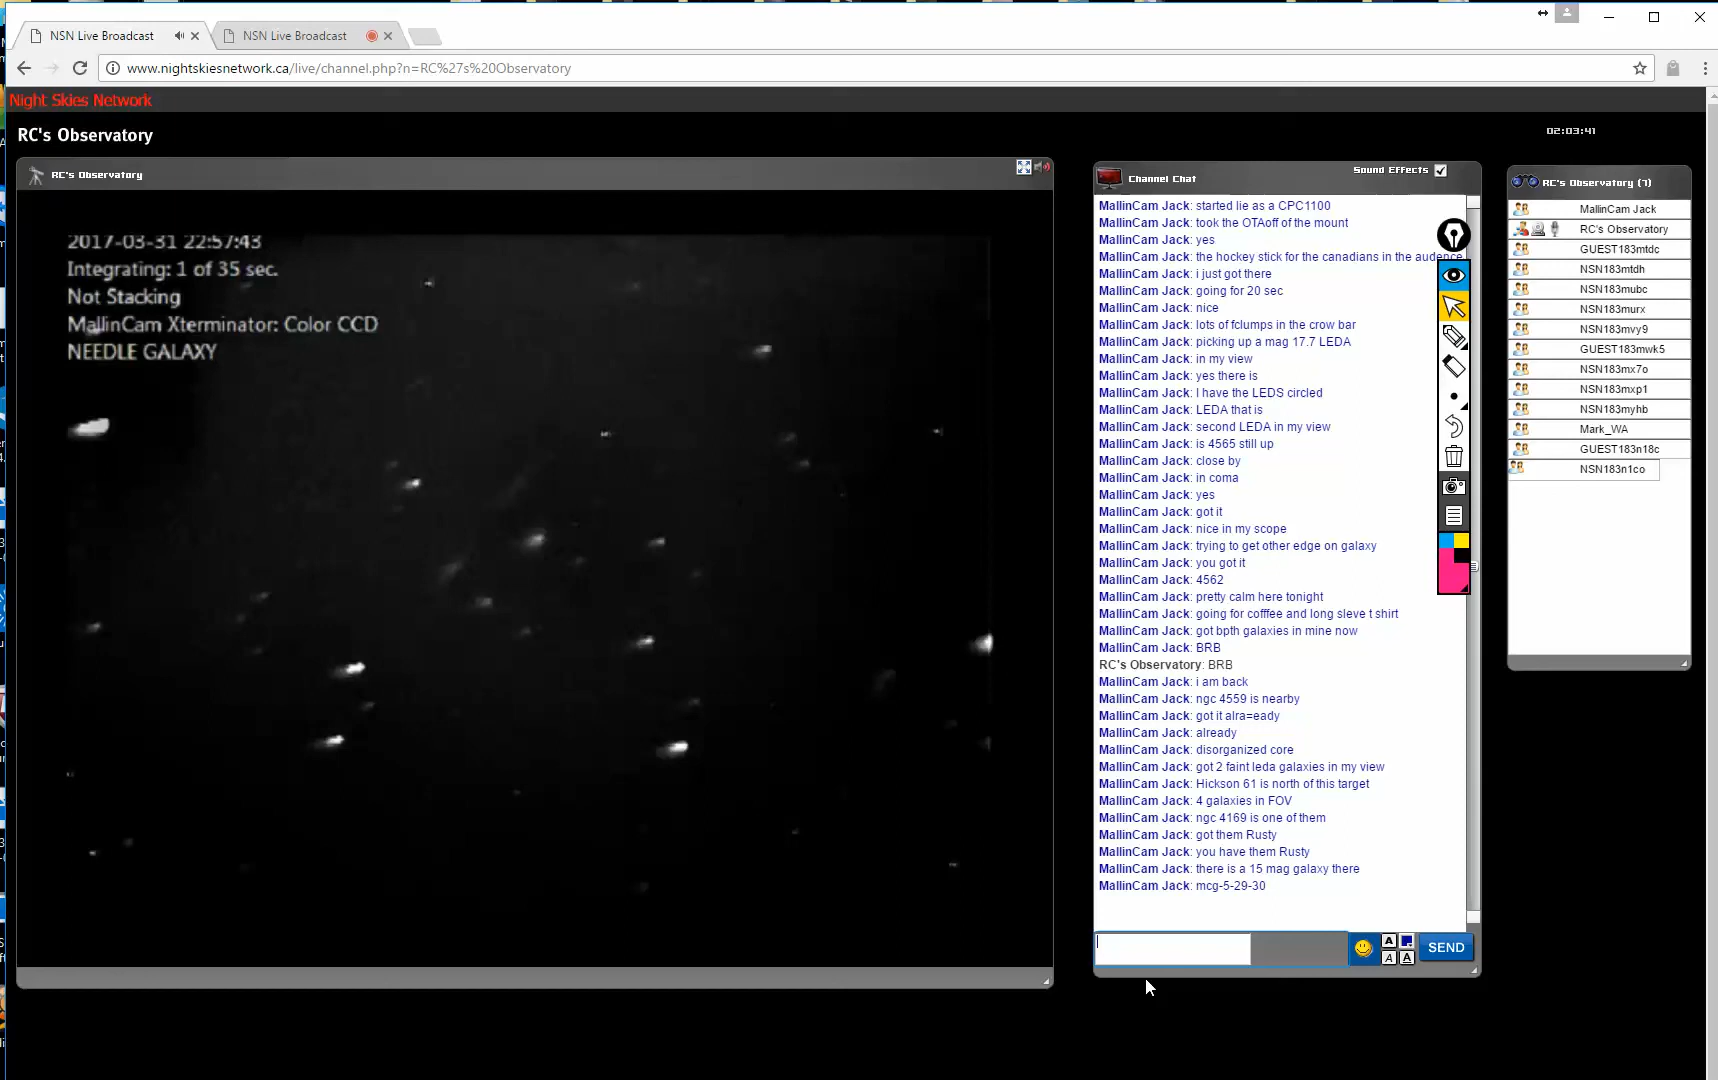 NSN Live Broadcast
NSN Live Broadcast
www.nightskiesnetwork.ca/live/channel.php?n=RC%27s%20Observatory
Night Skies Network
RC's Observatory
02:03:41
RC's Observatory
2017-03-31 22:57:43
Integrating: 1 of 35 sec.
Not Stacking
MallinCam Xterminator: Color CCD
NEEDLE GALAXY
Channel Chat
Sound Effects
MallinCam Jack: started lie as a CPC1100
MallinCam Jack: took the OTAoff of the mount
MallinCam Jack: yes
MallinCam Jack: the hockey stick for the canadians in the audence
MallinCam Jack: i just got there
MallinCam Jack: going for 20 sec
MallinCam Jack: nice
MallinCam Jack: lots of fclumps in the crow bar
MallinCam Jack: picking up a mag 17.7 LEDA
MallinCam Jack: in my view
MallinCam Jack: yes there is
MallinCam Jack: I have the LEDS circled
MallinCam Jack: LEDA that is
MallinCam Jack: second LEDA in my view
MallinCam Jack: is 4565 still up
MallinCam Jack: close by
MallinCam Jack: in coma
MallinCam Jack: yes
MallinCam Jack: got it
MallinCam Jack: nice in my scope
MallinCam Jack: trying to get other edge on galaxy
MallinCam Jack: you got it
MallinCam Jack: 4562
MallinCam Jack: pretty calm here tonight
MallinCam Jack: going for cofffee and long sleve t shirt
MallinCam Jack: got bpth galaxies in mine now
MallinCam Jack: BRB
RC's Observatory: BRB
MallinCam Jack: i am back
MallinCam Jack: ngc 4559 is nearby
MallinCam Jack: got it alra=eady
MallinCam Jack: already
MallinCam Jack: disorganized core
MallinCam Jack: got 2 faint leda galaxies in my view
MallinCam Jack: Hickson 61 is north of this target
MallinCam Jack: 4 galaxies in FOV
MallinCam Jack: ngc 4169 is one of them
MallinCam Jack: got them Rusty
MallinCam Jack: you have them Rusty
MallinCam Jack: there is a 15 mag galaxy there
MallinCam Jack: mcg-5-29-30
SEND
RC's Observatory (7)
MallinCam Jack
RC's Observatory
GUEST183mtdc
NSN183mtdh
NSN183mubc
NSN183murx
NSN183mvy9
GUEST183mwk5
NSN183mx7o
NSN183mxp1
NSN183myhb
Mark_WA
GUEST183n18c
NSN183n1co